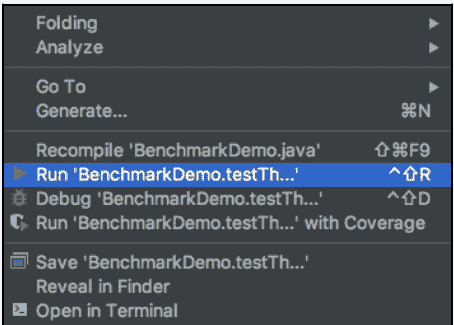 Folding
Analyze
Go To
Generate... ⌘N
Recompile 'BenchmarkDemo.java' ⇧⌘F9
Run 'BenchmarkDemo.testTh...' ^⇧R
Debug 'BenchmarkDemo.testTh...' ^⇧D
Run 'BenchmarkDemo.testTh...' with Coverage
Save 'BenchmarkDemo.testTh...'
Reveal in Finder
Open in Terminal